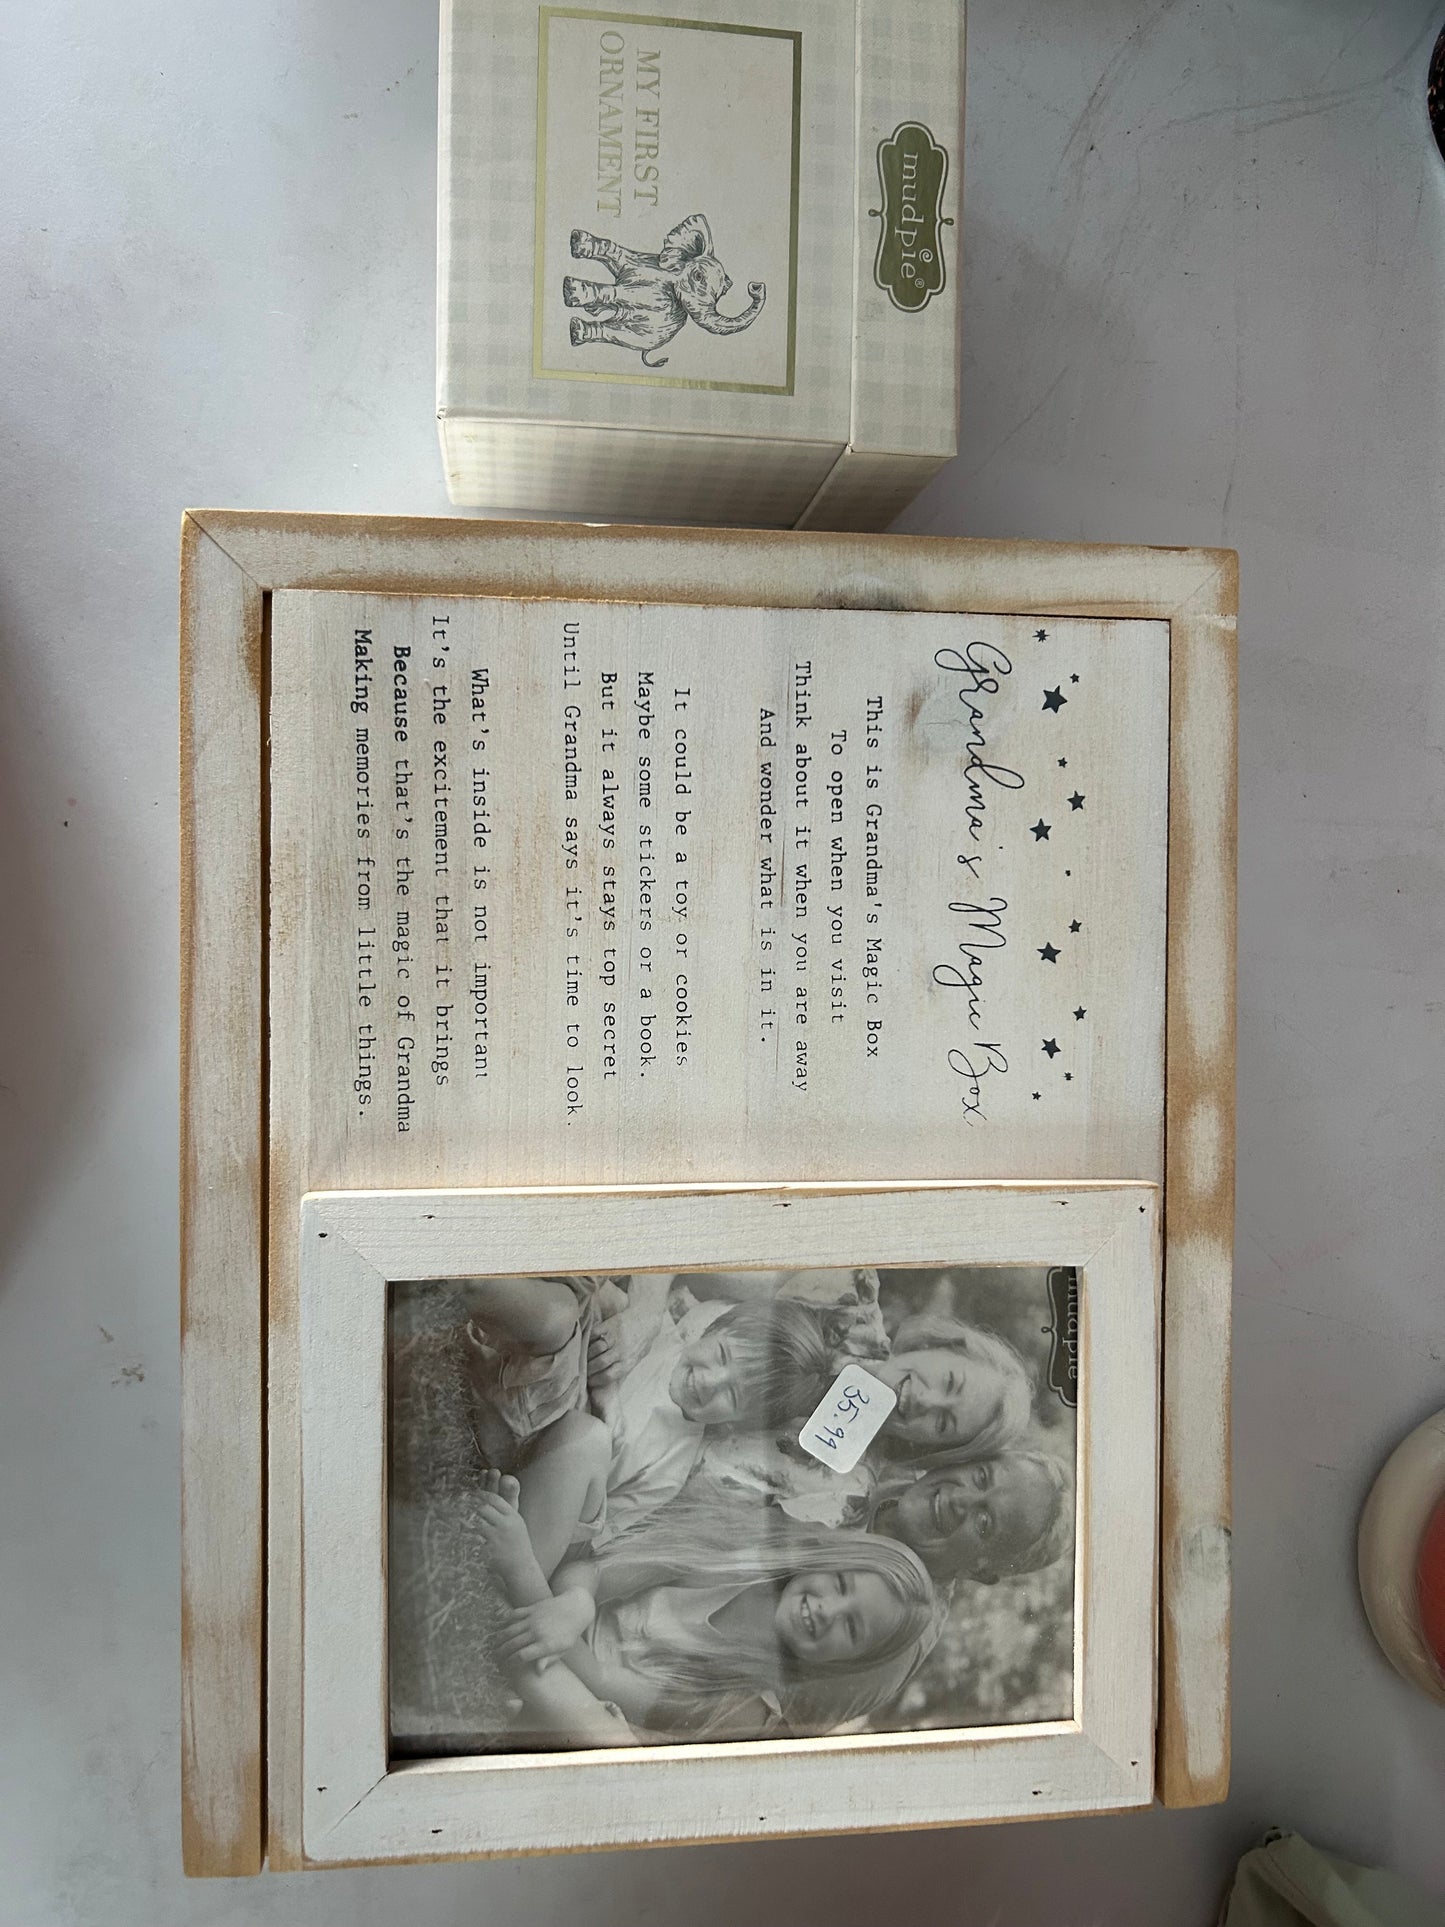 mudpie®
MY FIRST
ORNAMENT
Grandma's Magic Box
This is Grandma's Magic Box
To open when you visit
Think about it when you are away
And wonder what is in it.
It could be a toy or cookies
Maybe some stickers or a book.
But it always stays top secret
Until Grandma says it's time to look.
What's inside is not important
It's the excitement that it brings
Because that's the magic of Grandma
Making memories from little things.
mudpie
35.99